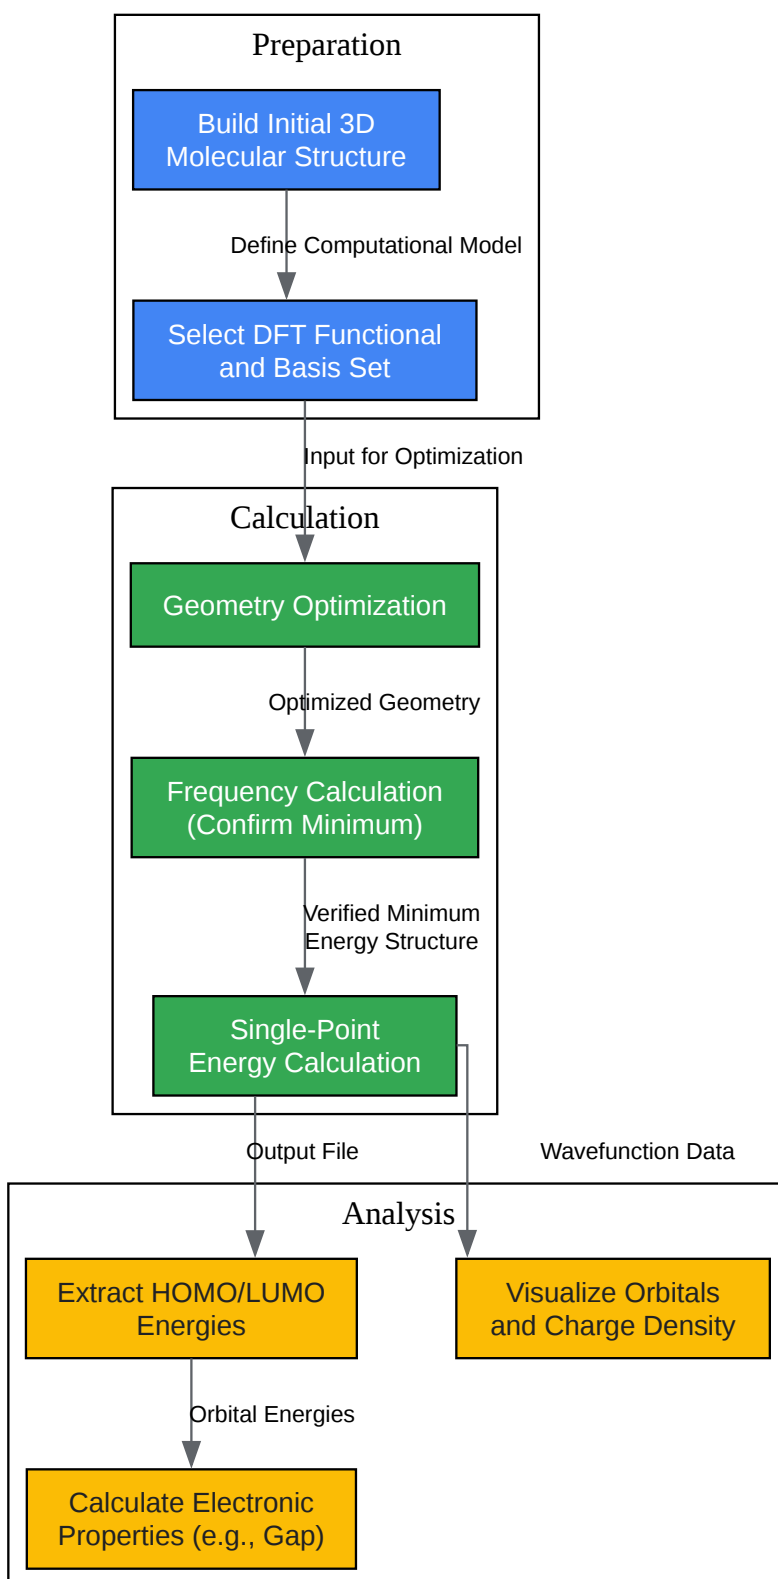 Preparation
Build Initial 3D
Molecular Structure
Define Computational Model
Select DFT Functional
and Basis Set
Input for Optimization
Calculation
Geometry Optimization
Optimized Geometry
Frequency Calculation
(Confirm Minimum)
Verified Minimum
Energy Structure
Single-Point
Energy Calculation
Output File
Wavefunction Data
Analysis
Extract HOMO/LUMO
Energies
Visualize Orbitals
and Charge Density
Orbital Energies
Calculate Electronic
Properties (e.g., Gap)